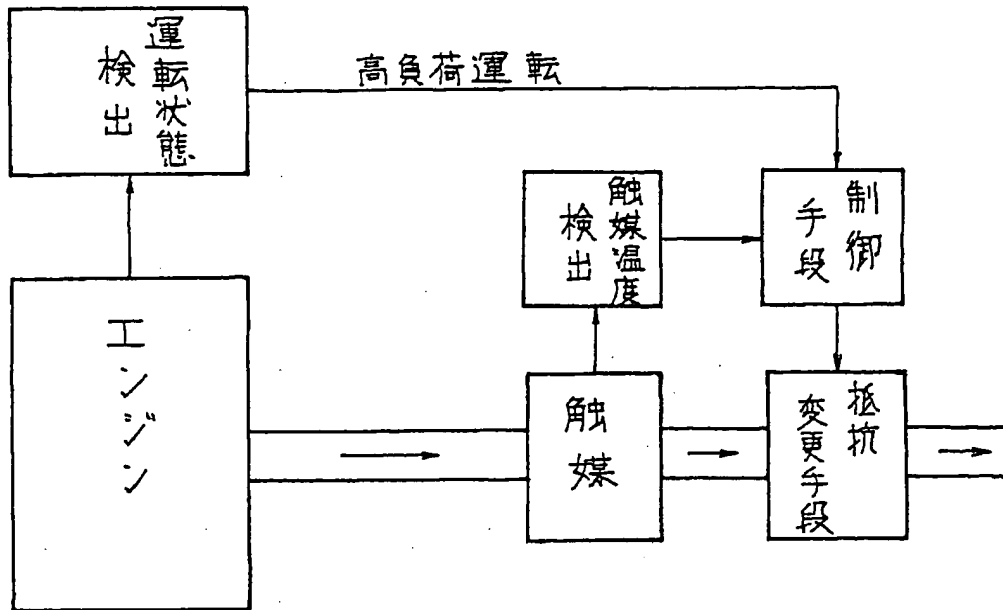 運転状態
検出
高負荷運転
触媒温度
検出
制御
手段
エンジン
触媒
抵抗
変更手段